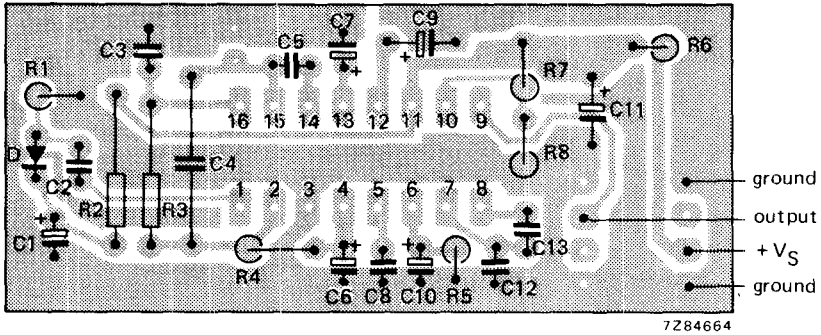 C7
C9
C3
C5
R6
R1
R7
C11
16 15 14 13 12 11 10 9
D
C2
C4
R8
1 2 3 4 5 6 7 8
R2
R3
C1
R4
C6
C8
C10
R5
C12
C13
ground
output
+ VS
ground
7Z84664